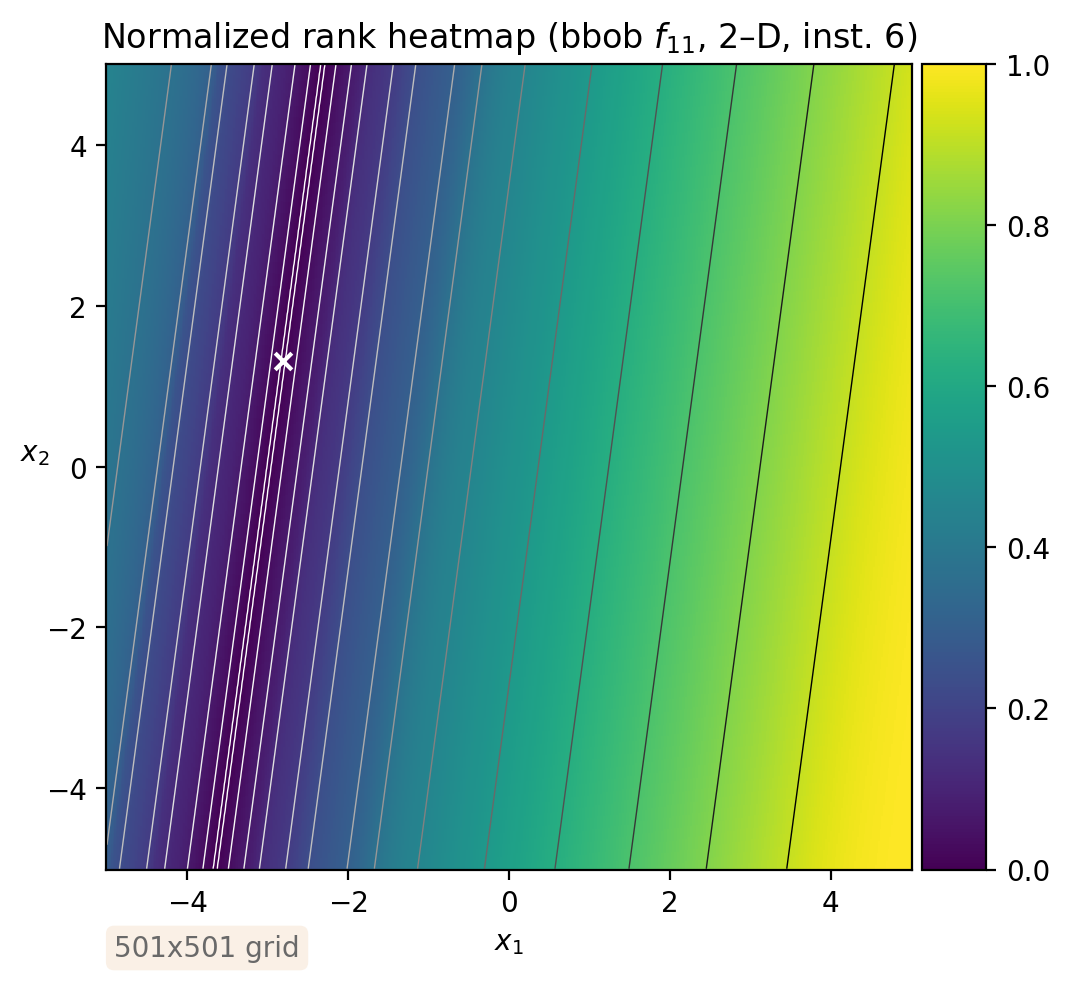 Normalized rank heatmap (bbob f₁₁, 2–D, inst. 6)
1.0
0.8
0.6
0.4
0.2
0.0
4
2
0
−2
−4
x₂
−4 −2 0 2 4
x₁
501x501 grid